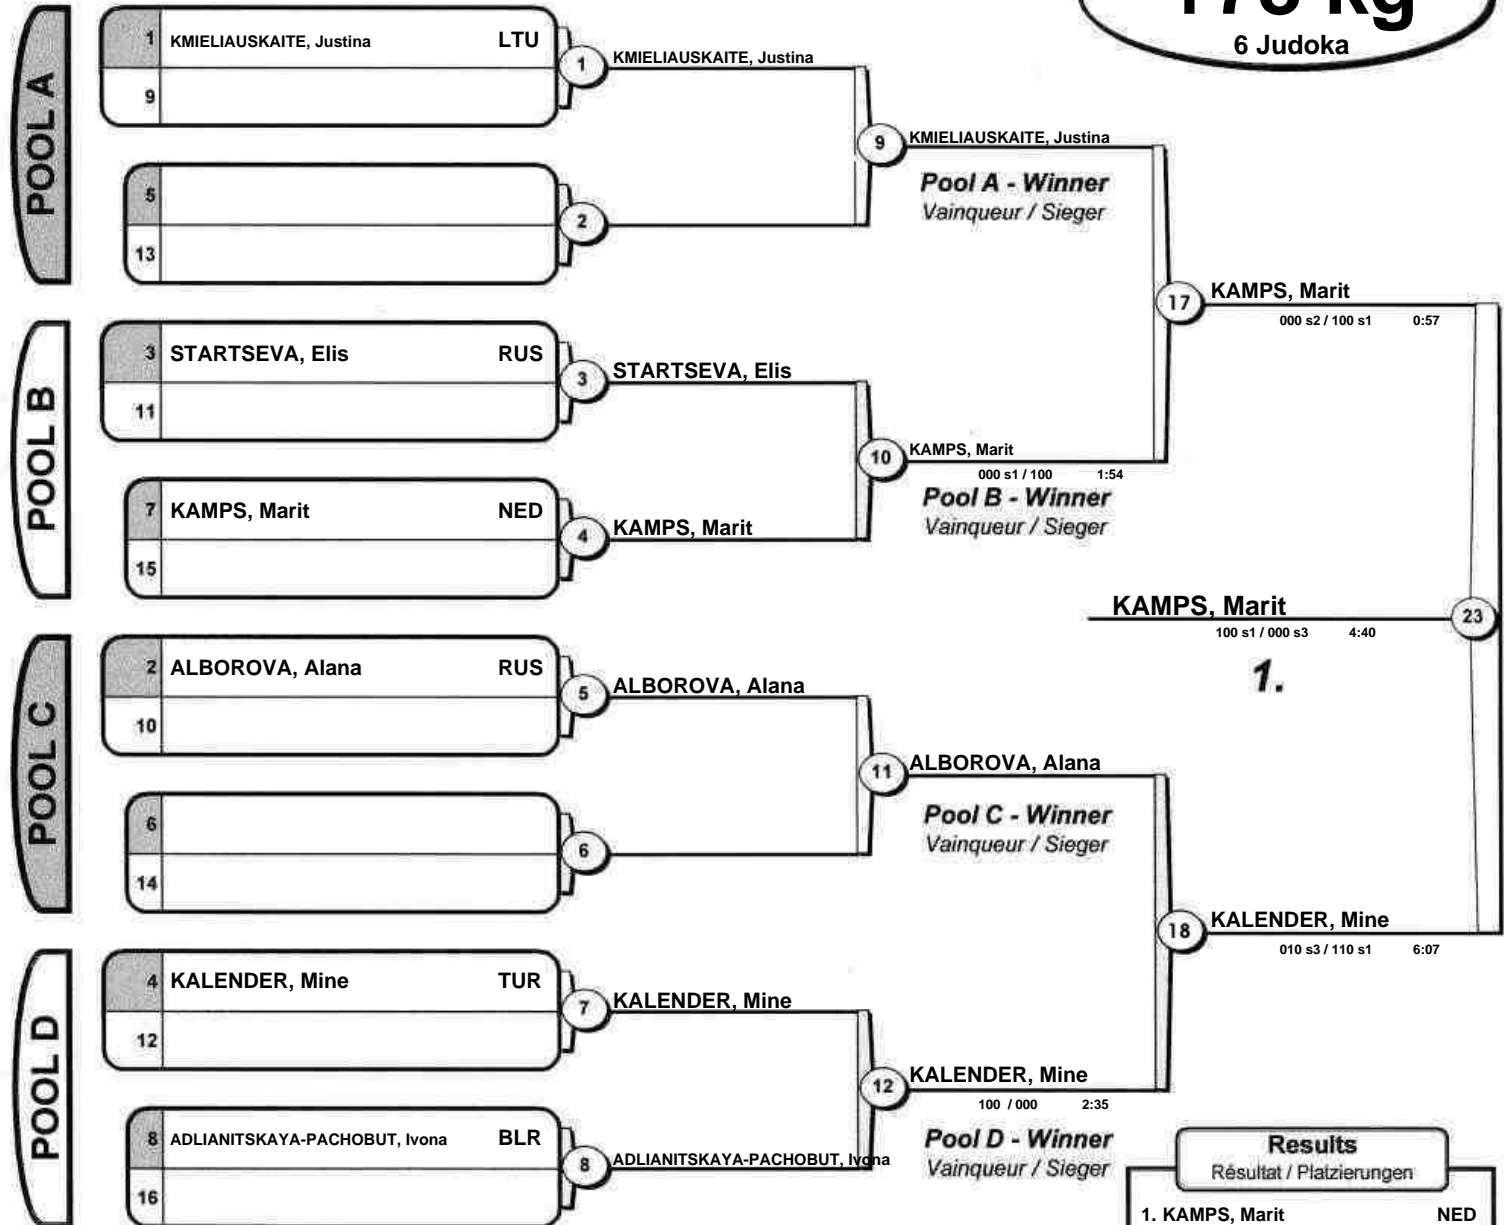 6 Judoka
POOL A
1 KMIELIAUSKAITE, Justina LTU
9
1 KMIELIAUSKAITE, Justina
5
13
2
9 KMIELIAUSKAITE, Justina
Pool A - Winner
Vainqueur / Sieger
POOL B
3 STARTSEVA, Elis RUS
11
3 STARTSEVA, Elis
7 KAMPS, Marit NED
15
4 KAMPS, Marit
10 KAMPS, Marit
000 s1 / 100 1:54
Pool B - Winner
Vainqueur / Sieger
17 KAMPS, Marit
000 s2 / 100 s1 0:57
KAMPS, Marit 23
100 s1 / 000 s3 4:40
1.
POOL C
2 ALBOROVA, Alana RUS
10
5 ALBOROVA, Alana
6
14
6
11 ALBOROVA, Alana
Pool C - Winner
Vainqueur / Sieger
18 KALENDER, Mine
010 s3 / 110 s1 6:07
POOL D
4 KALENDER, Mine TUR
12
7 KALENDER, Mine
8 ADLIANITSKAYA-PACHOBUT, Ivona BLR
16
8 ADLIANITSKAYA-PACHOBUT, Ivona
12 KALENDER, Mine
100 / 000 2:35
Pool D - Winner
Vainqueur / Sieger
Results
Résultat / Platzierungen
1. KAMPS, Marit NED